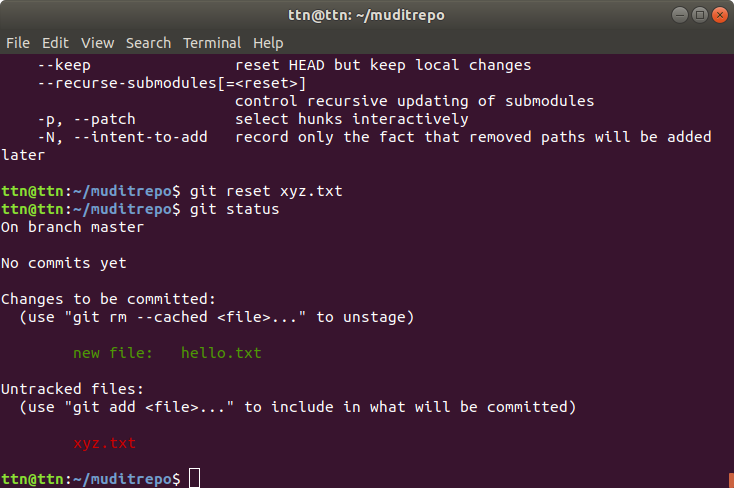 ttn@ttn: ~/muditrepo
File Edit View Search Terminal Help
--keep reset HEAD but keep local changes
--recurse-submodules[=<reset>]
control recursive updating of submodules
-p, --patch select hunks interactively
-N, --intent-to-add record only the fact that removed paths will be added
later
ttn@ttn:~/muditrepo$ git reset xyz.txt
ttn@ttn:~/muditrepo$ git status
On branch master
No commits yet
Changes to be committed:
(use "git rm --cached <file>..." to unstage)
new file: hello.txt
Untracked files:
(use "git add <file>..." to include in what will be committed)
xyz.txt
ttn@ttn:~/muditrepo$